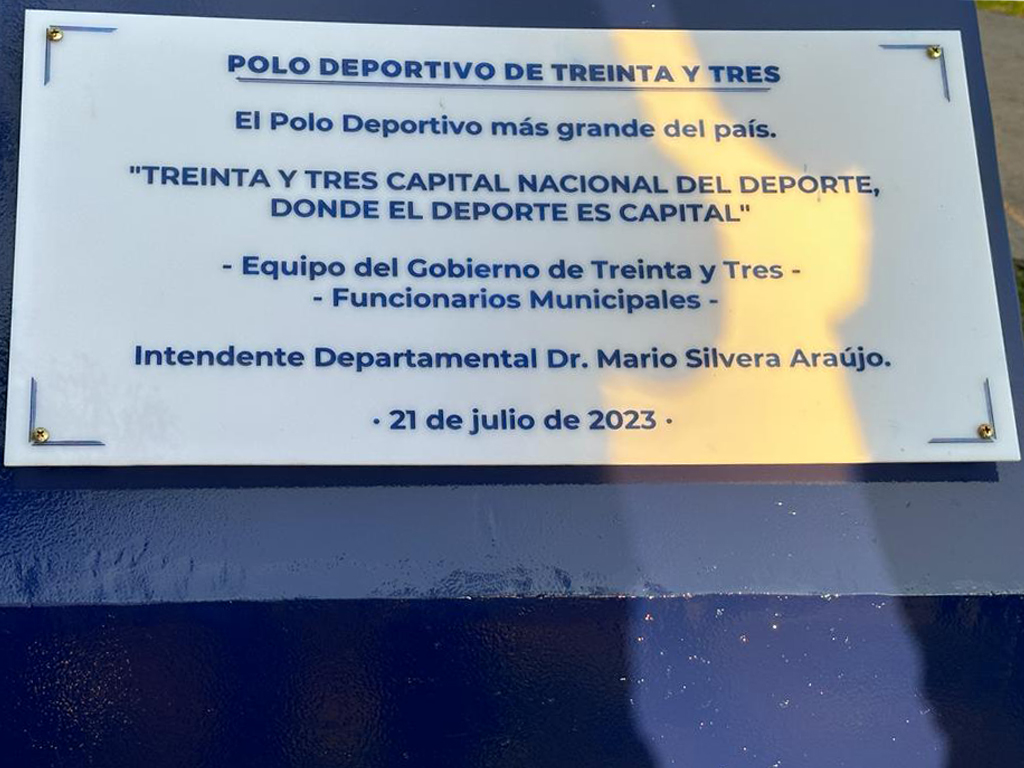 POLO DEPORTIVO DE TREINTA Y TRES
El Polo Deportivo más grande del país.
"TREINTA Y TRES CAPITAL NACIONAL DEL DEPORTE,
DONDE EL DEPORTE ES CAPITAL"
- Equipo del Gobierno de Treinta y Tres -
- Funcionarios Municipales -
Intendente Departamental Dr. Mario Silvera Araújo.
· 21 de julio de 2023 ·